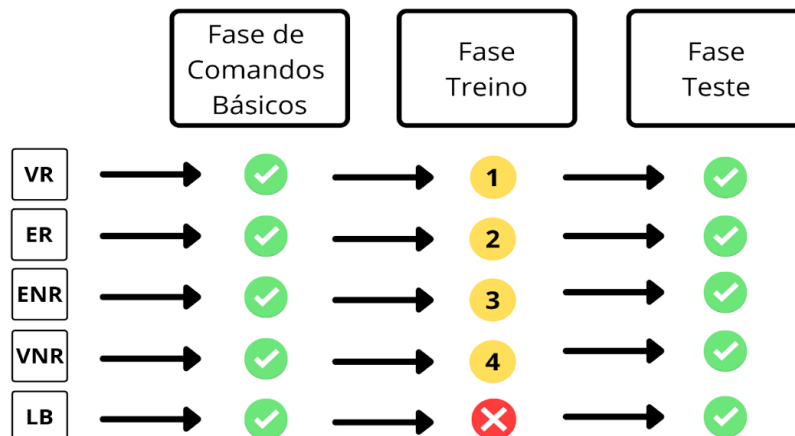 Fase de
Comandos
Básicos
Fase
Treino
Fase
Teste
VR
1
ER
2
ENR
3
VNR
4
LB